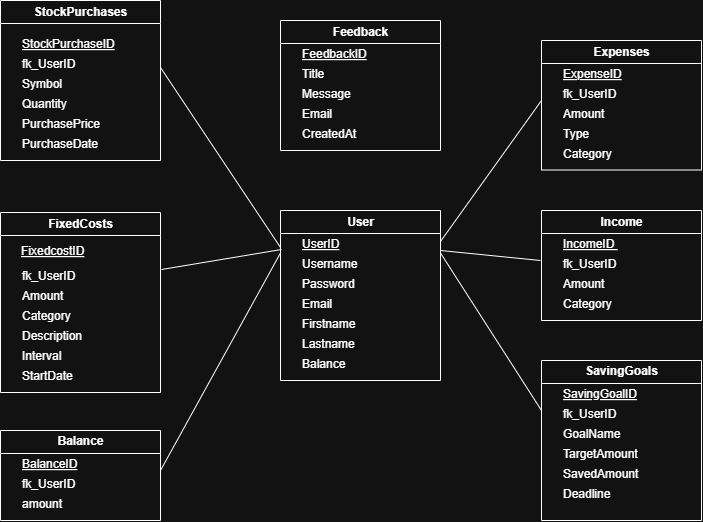 StockPurchases
StockPurchaseID
fk_UserID
Symbol
Quantity
PurchasePrice
PurchaseDate
Feedback
FeedbackID
Title
Message
Email
CreatedAt
Expenses
ExpenseID
fk_UserID
Amount
Type
Category
FixedCosts
FixedcostID
fk_UserID
Amount
Category
Description
Interval
StartDate
User
UserID
Username
Password
Email
Firstname
Lastname
Balance
Income
IncomeID
fk_UserID
Amount
Category
Balance
BalanceID
fk_UserID
amount
SavingGoals
SavingGoalID
fk_UserID
GoalName
TargetAmount
SavedAmount
Deadline